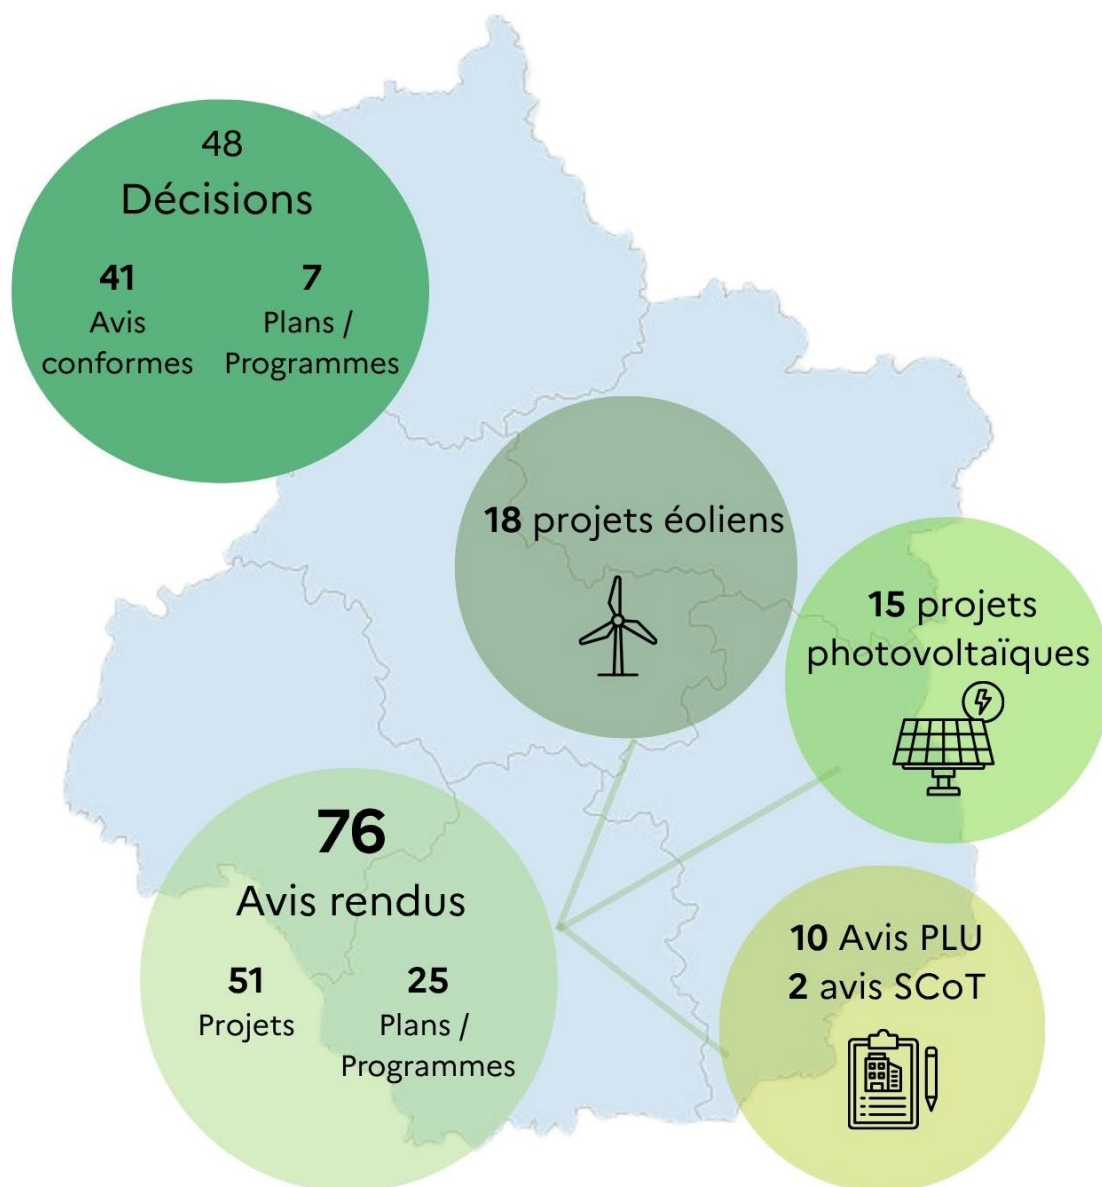 48
Décisions
41
Avis
conformes
7
Plans /
Programmes
18 projets éoliens
15 projets
photovoltaïques
76
Avis rendus
51
Projets
25
Plans /
Programmes
10 Avis PLU
2 avis SCoT